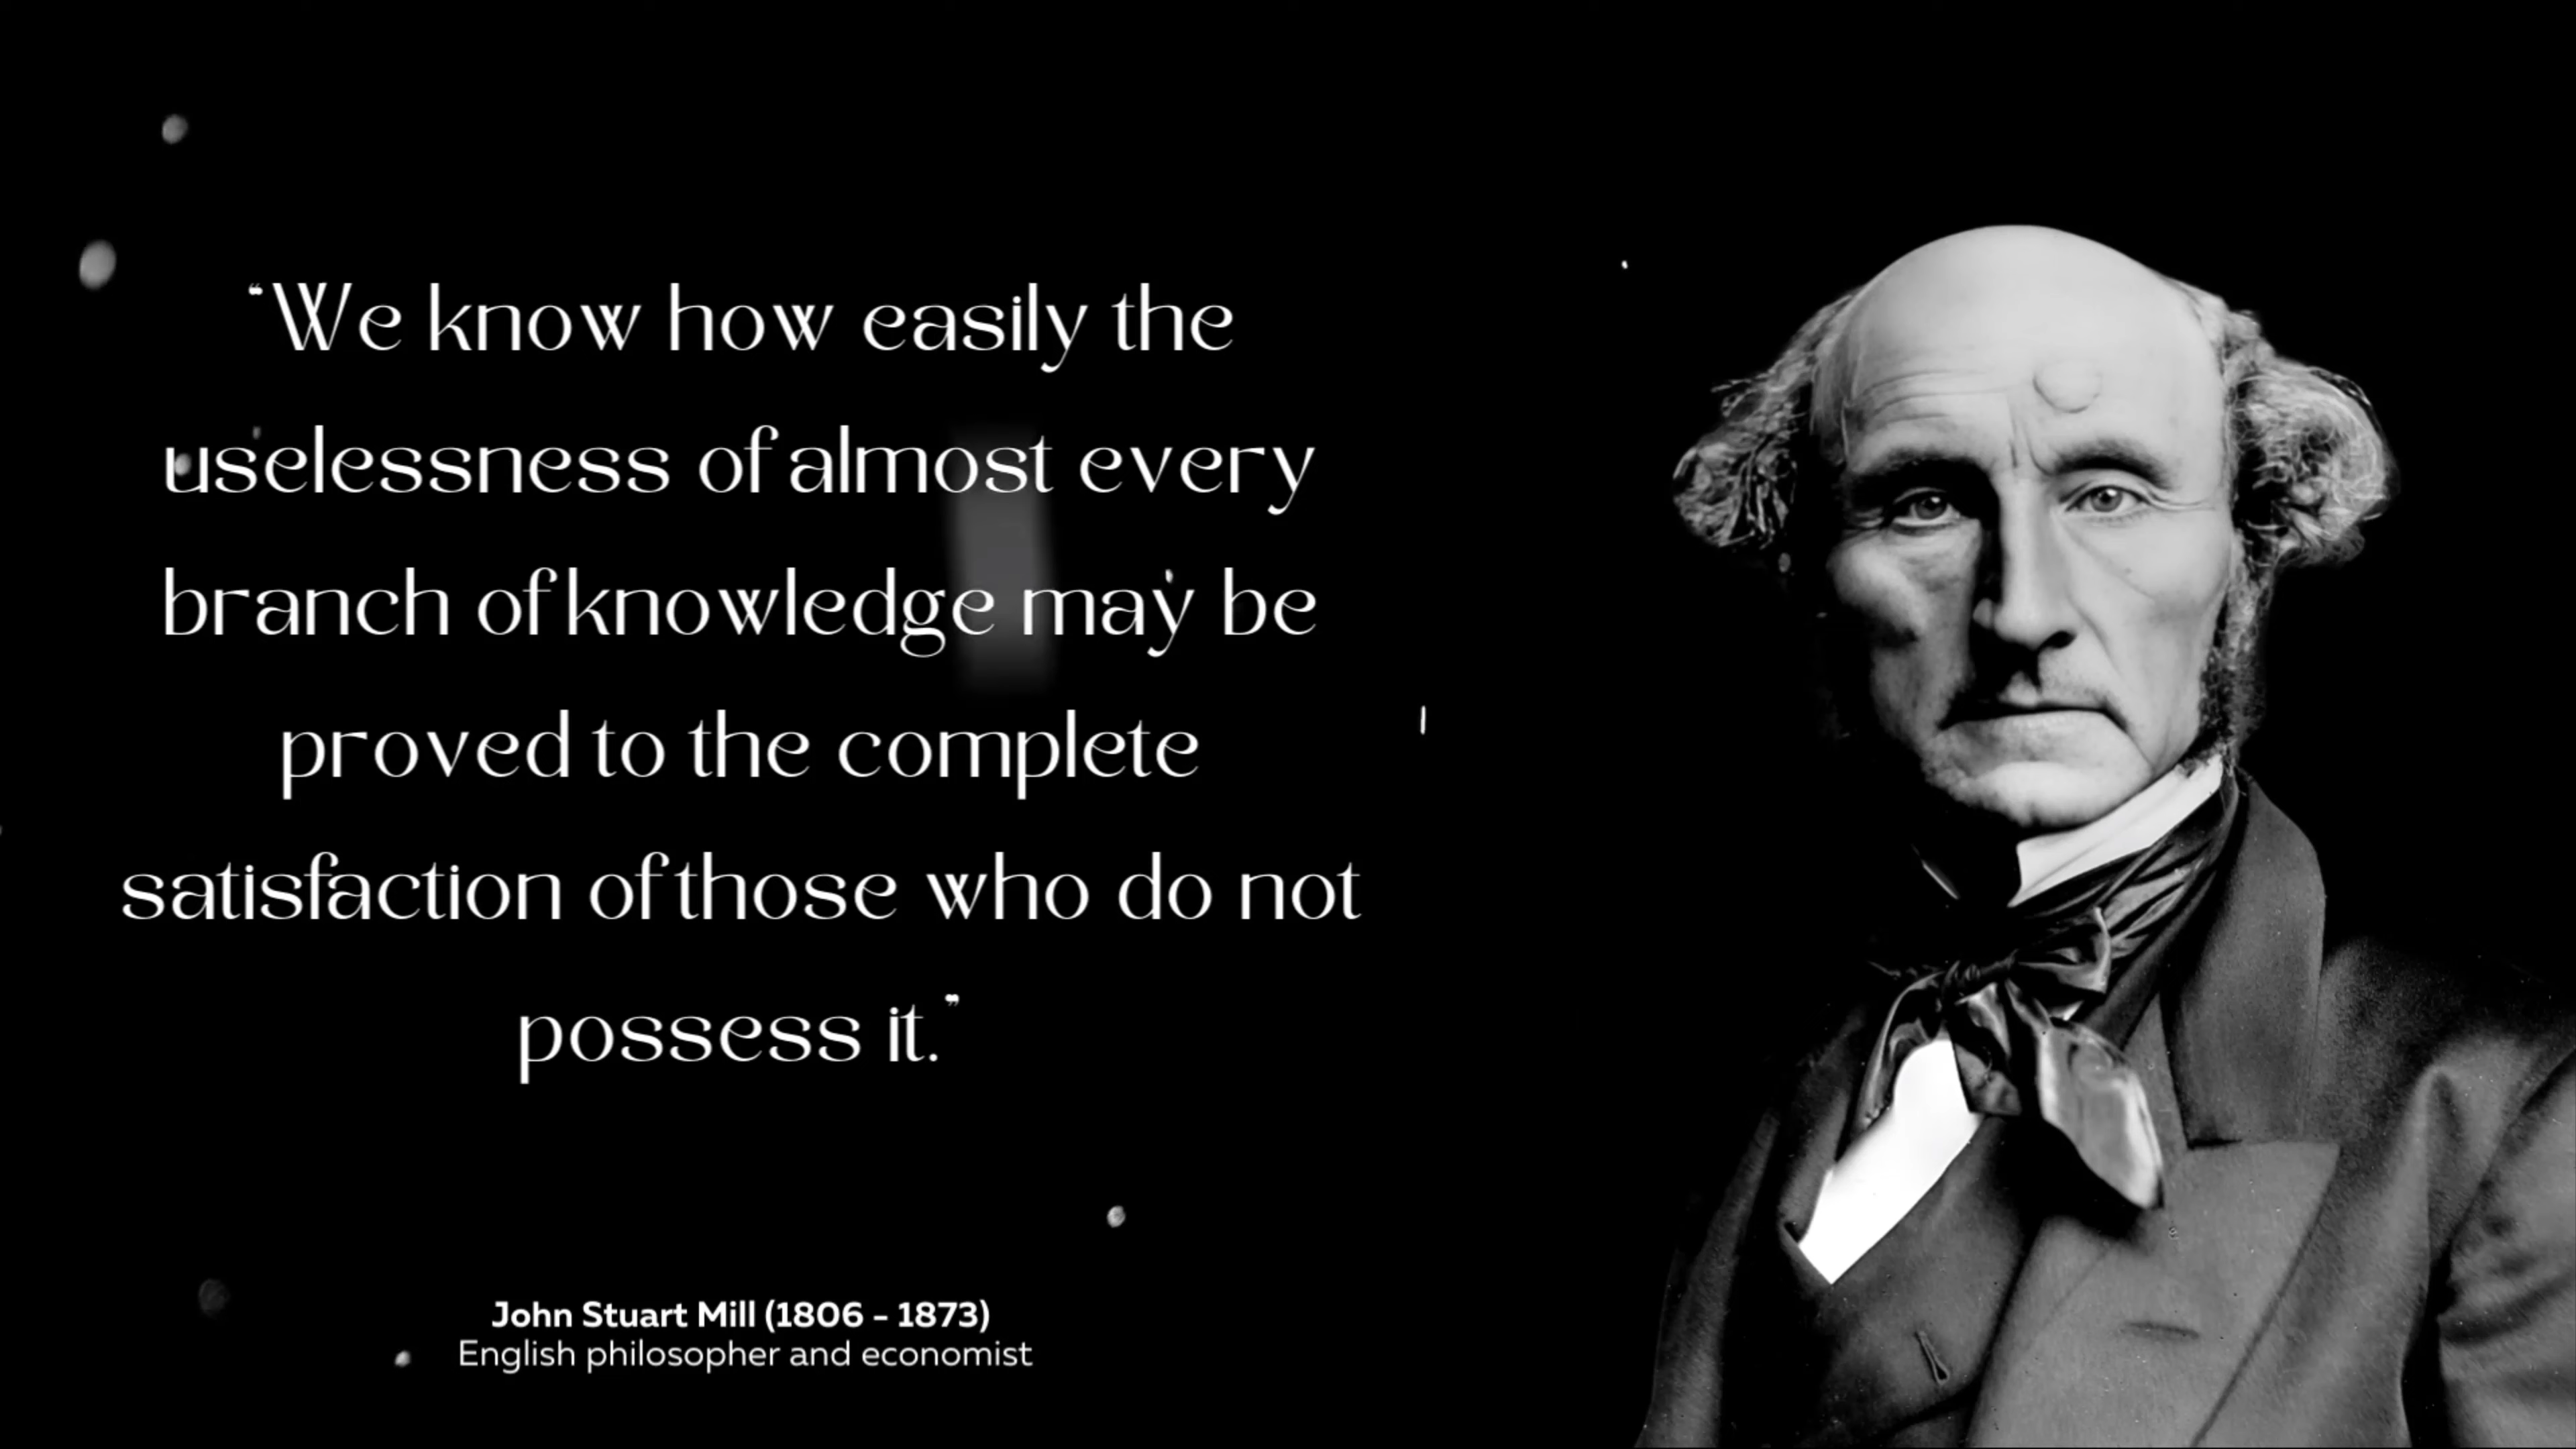 “We know how easily the
uselessness of almost every
branch of knowledge may be
proved to the complete
satisfaction of those who do not
possess it.”
John Stuart Mill (1806 - 1873)
English philosopher and economist